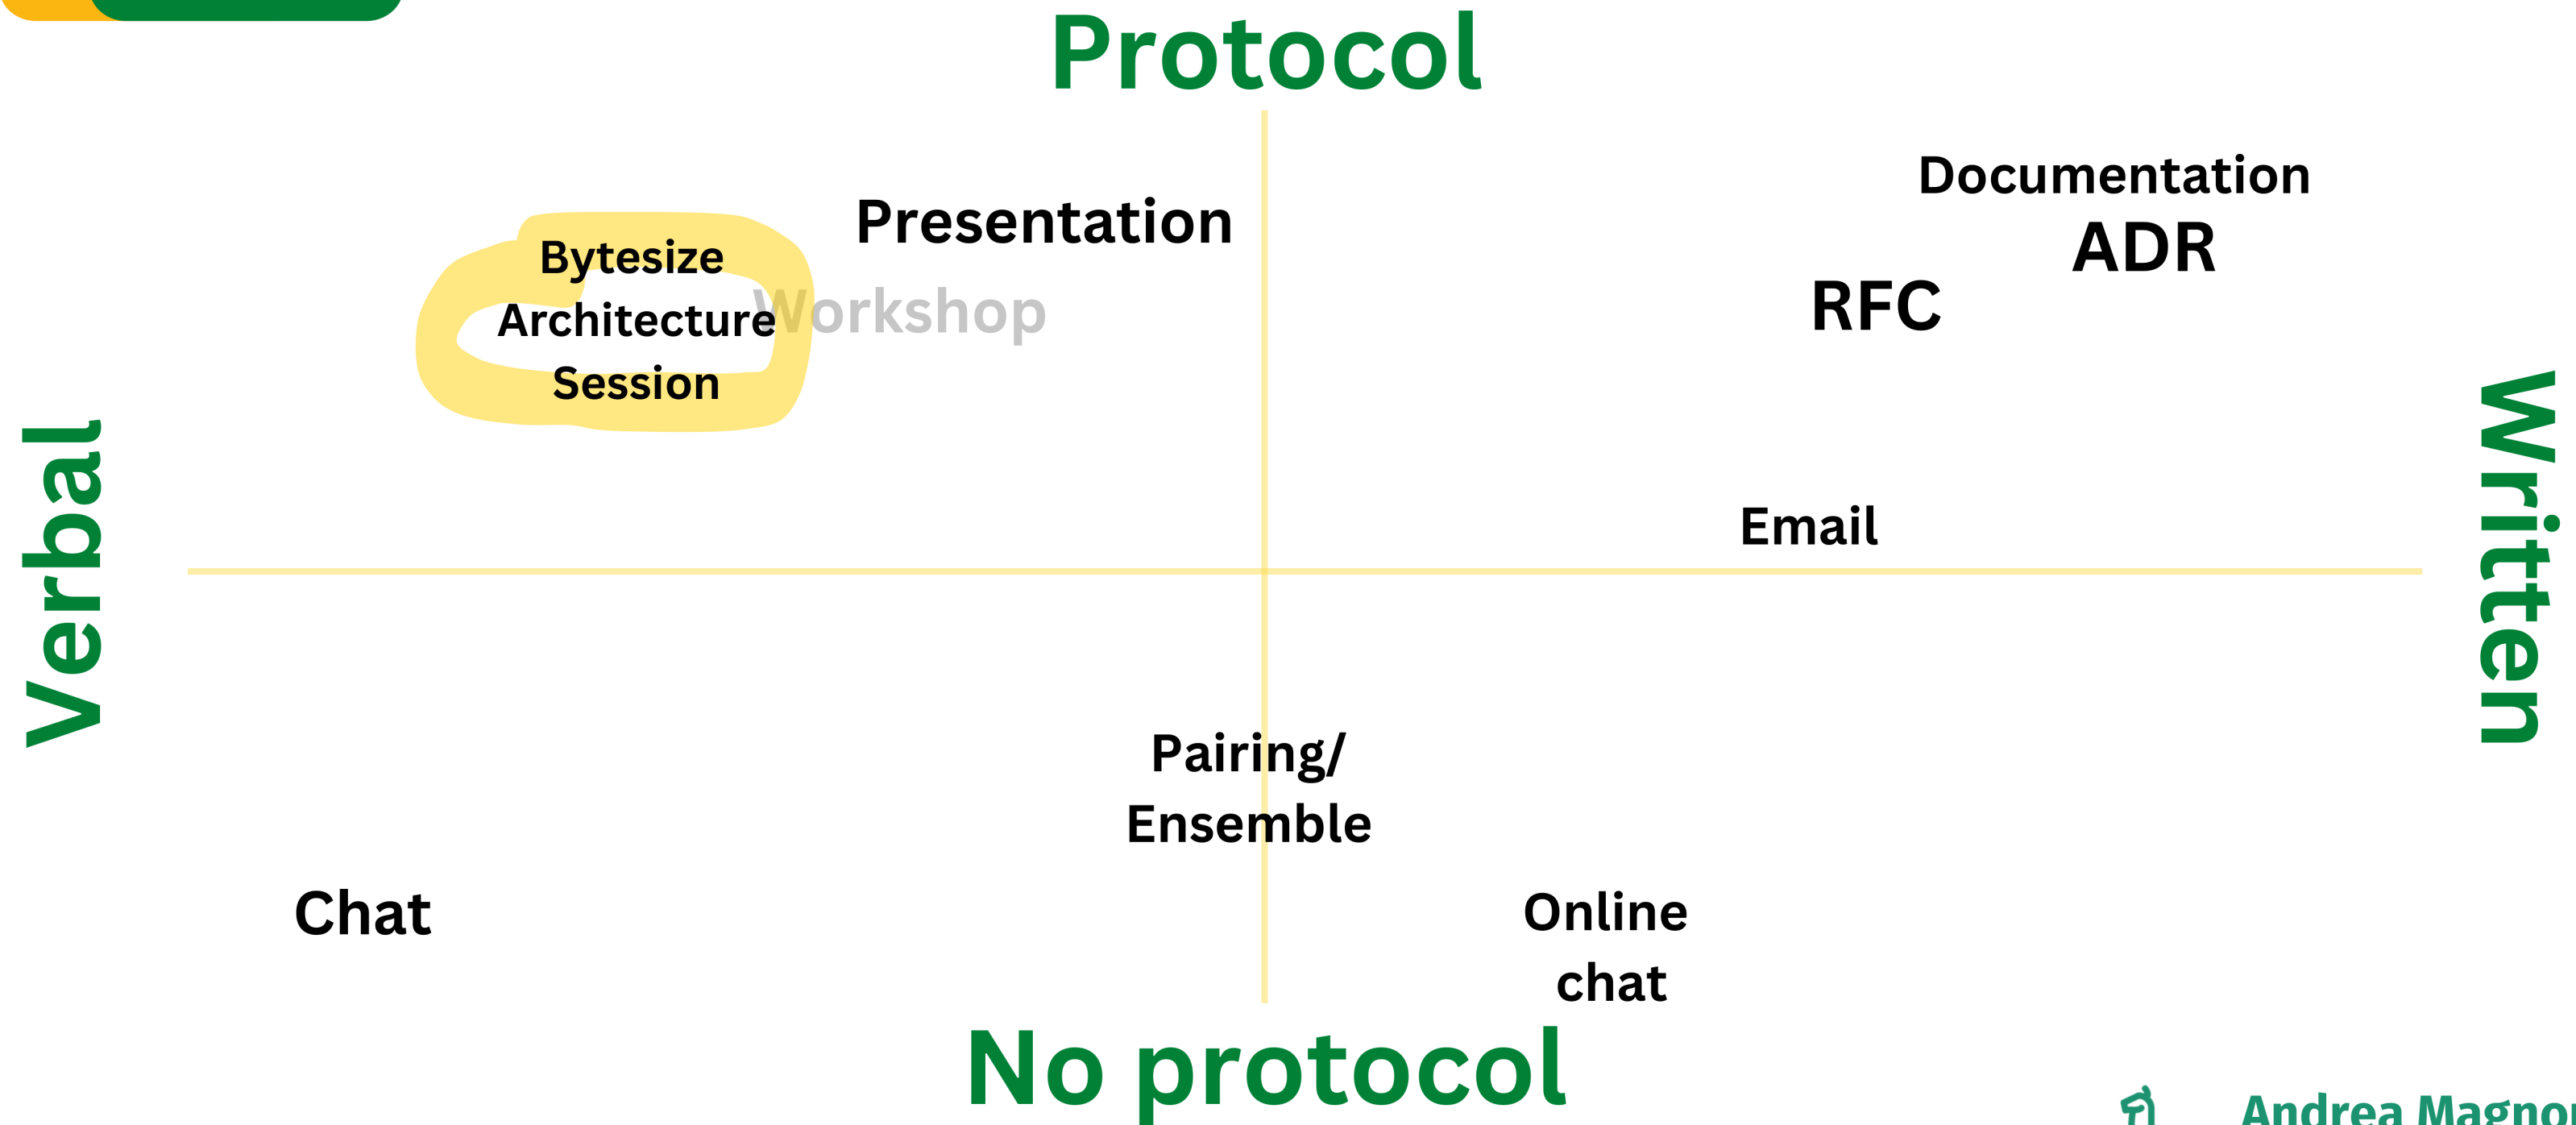 Protocol
Documentation
Presentation
ADR
Bytesize
Architecture
Session
Workshop
RFC
Verbal
Written
Email
Pairing/
Ensemble
Chat
Online
chat
No protocol
Andrea